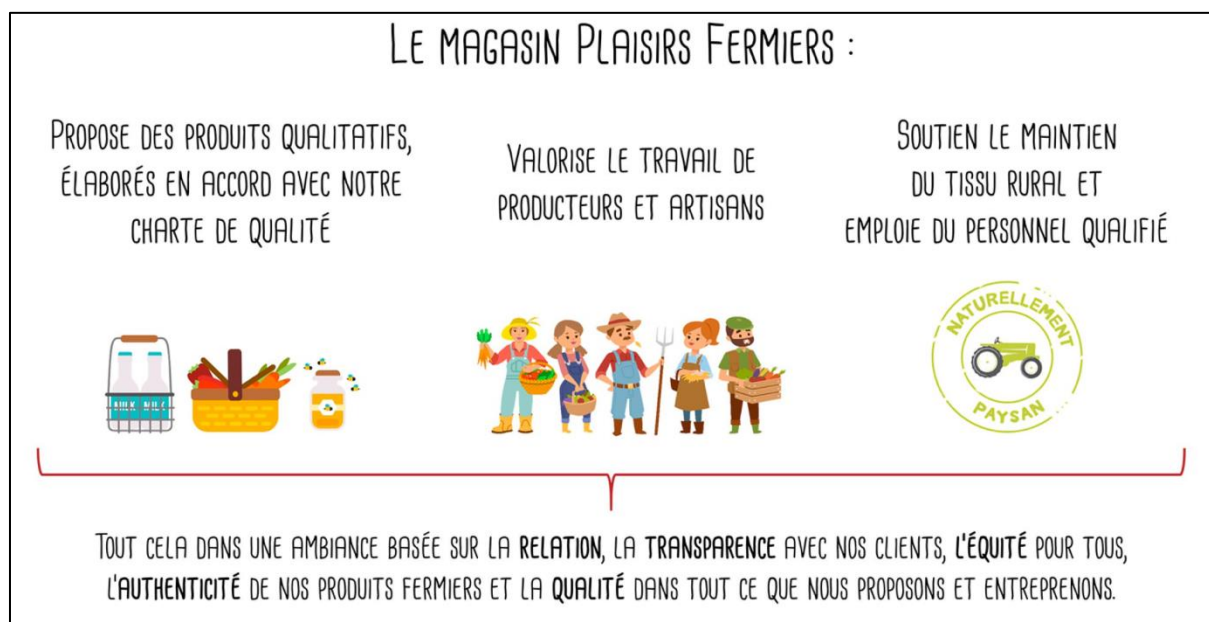 LE MAGASIN PLAISIRS FERMIERS :
PROPOSE DES PRODUITS QUALITATIFS,
ÉLABORÉS EN ACCORD AVEC NOTRE
CHARTE DE QUALITÉ
VALORISE LE TRAVAIL DE
PRODUCTEURS ET ARTISANS
SOUTIEN LE MAINTIEN
DU TISSU RURAL ET
EMPLOIE DU PERSONNEL QUALIFIÉ
MILK MILK
NATURELLEMENT
PAYSAN
TOUT CELA DANS UNE AMBIANCE BASÉE SUR LA RELATION, LA TRANSPARENCE AVEC NOS CLIENTS, L'ÉQUITÉ POUR TOUS,
L'AUTHENTICITÉ DE NOS PRODUITS FERMIERS ET LA QUALITÉ DANS TOUT CE QUE NOUS PROPOSONS ET ENTREPRENONS.